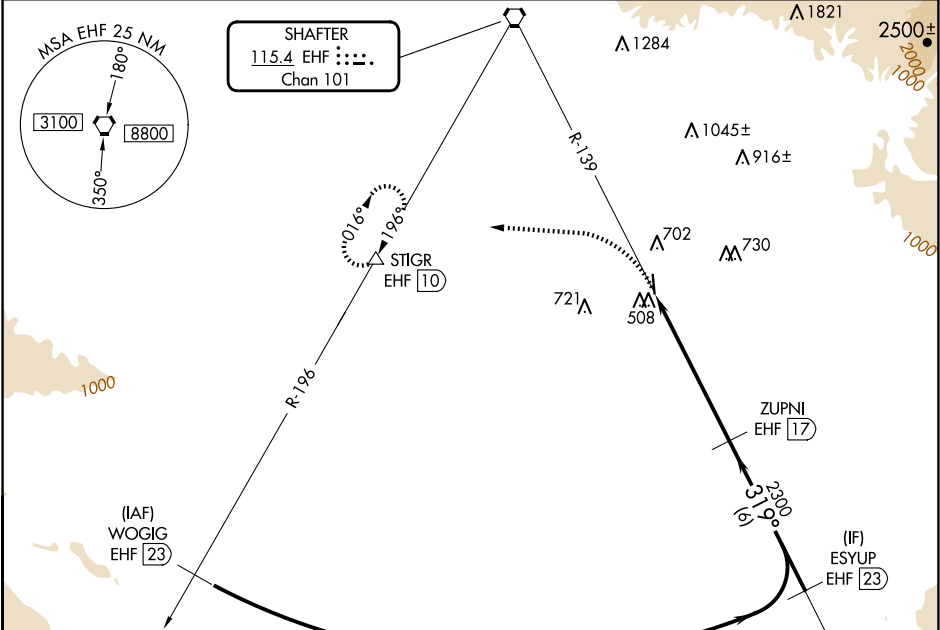 MSA EHF 25 NM
180°
3100
8800
350°
SHAFTER
115.4 EHF
Chan 101
1821
1284
2500±
2000
1000
1045±
916±
R-139
016°
196°
STIGR
EHF 10
702
730
1000
721
508
1000
R-196
ZUPNI
EHF 17
2300
319°
(6)
(IAF)
WOGIG
EHF 23
(IF)
ESYUP
EHF 23